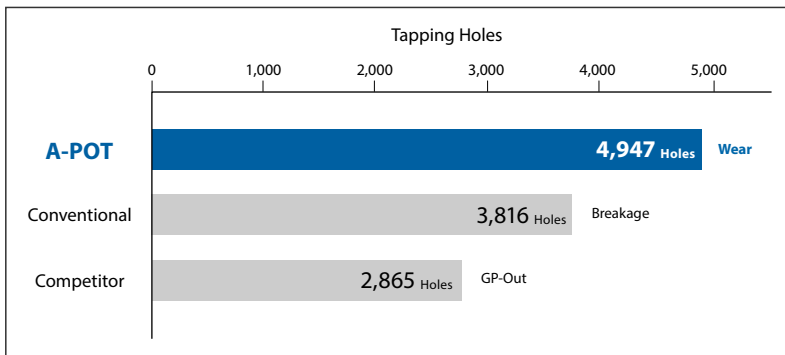 Tapping Holes
0 1,000 2,000 3,000 4,000 5,000
A-POT 4,947 Holes Wear
Conventional 3,816 Holes Breakage
Competitor 2,865 Holes GP-Out